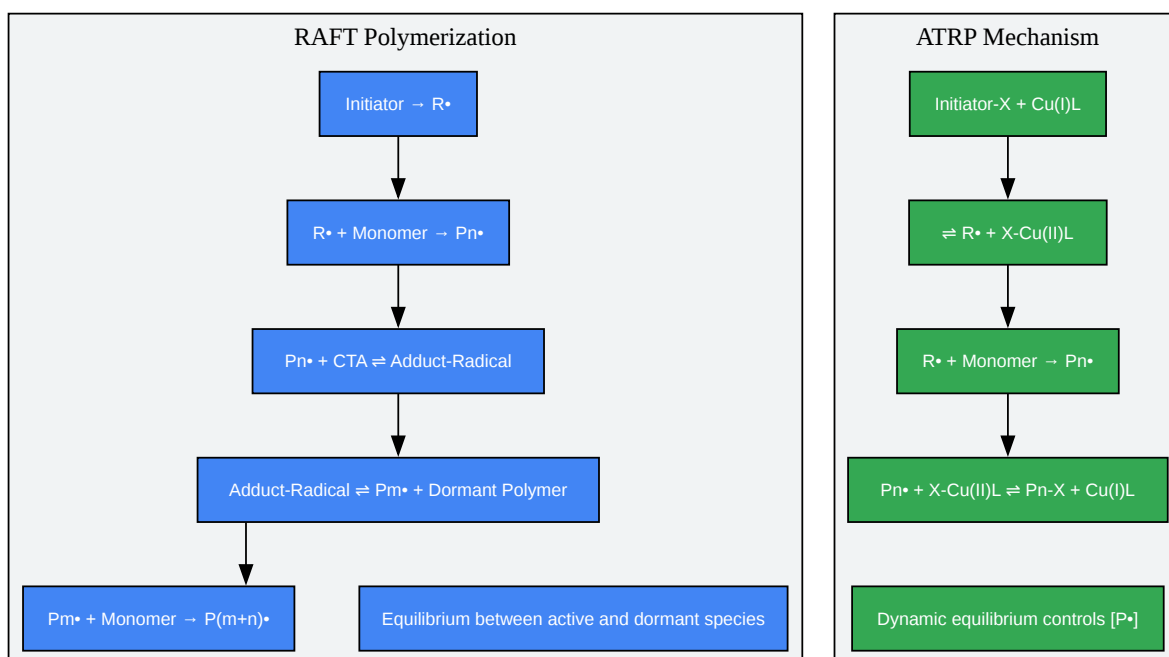 RAFT Polymerization
Initiator → R•
R• + Monomer → Pn•
Pn• + CTA ⇌ Adduct-Radical
Adduct-Radical ⇌ Pm• + Dormant Polymer
Pm• + Monomer → P(m+n)•
Equilibrium between active and dormant species
ATRP Mechanism
Initiator-X + Cu(I)L
⇌ R• + X-Cu(II)L
R• + Monomer → Pn•
Pn• + X-Cu(II)L ⇌ Pn-X + Cu(I)L
Dynamic equilibrium controls [P•]